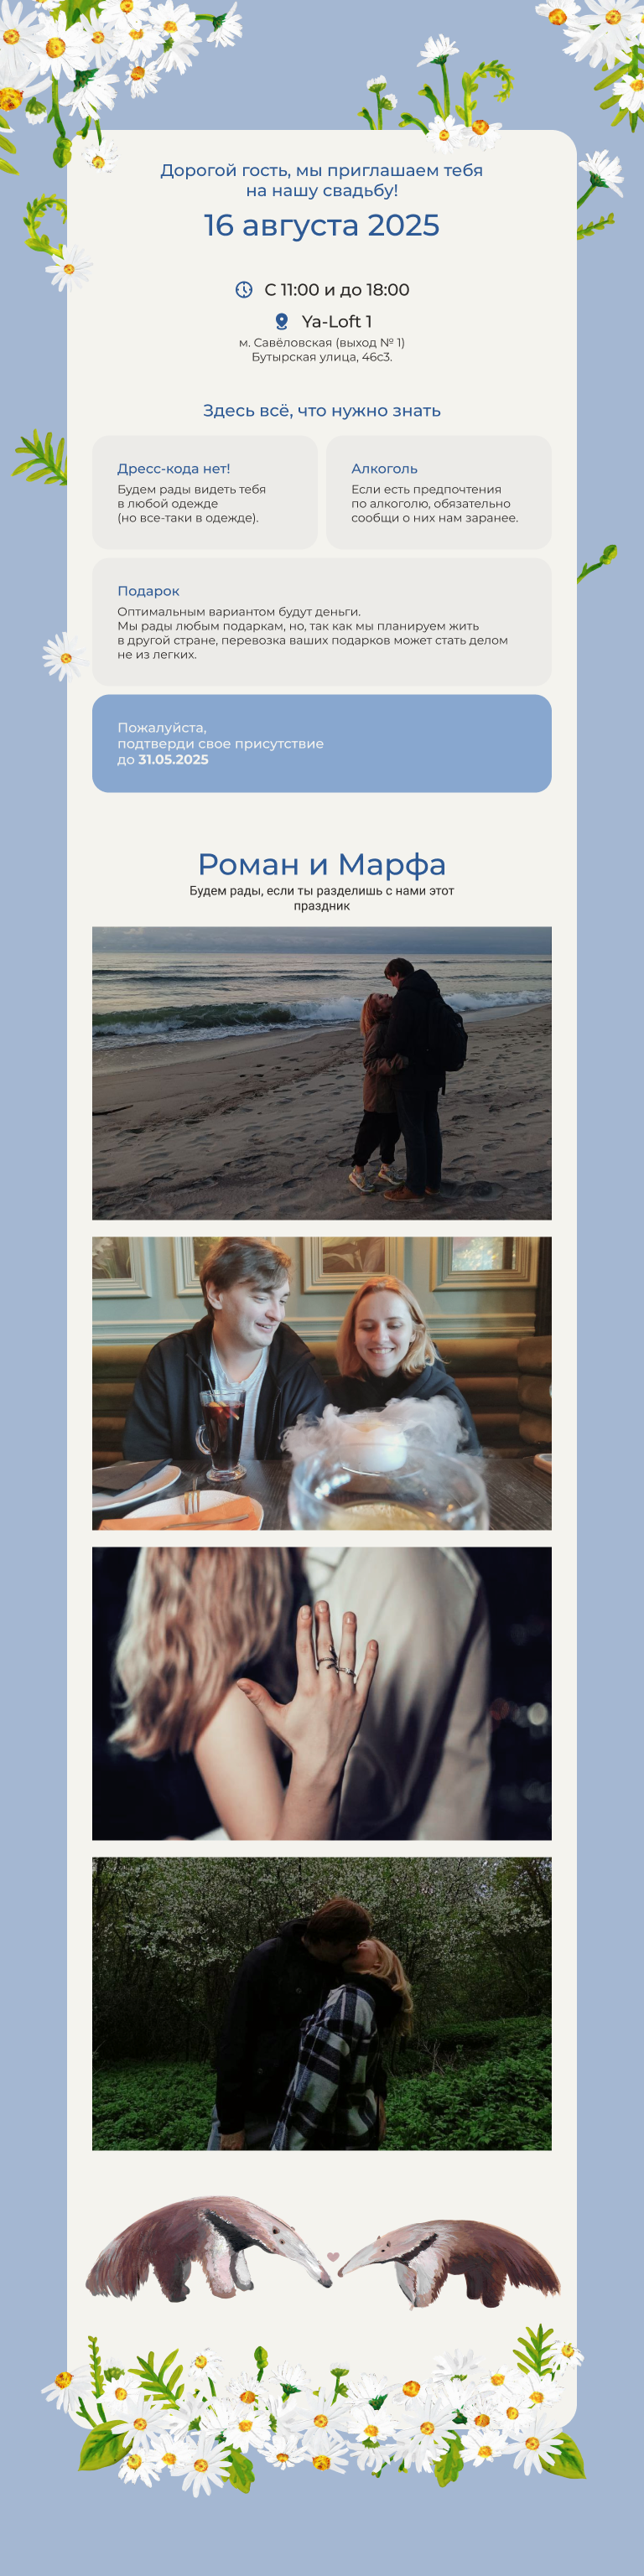 Дорогой гость, мы приглашаем тебя
на нашу свадьбу!
16 августа 2025
С 11:00 и до 18:00
Ya-Loft 1
м. Савёловская (выход № 1)
Бутырская улица, 46с3.
Здесь всё, что нужно знать
Дресс-кода нет!
Будем рады видеть тебя
в любой одежде
(но все-таки в одежде).
Алкоголь
Если есть предпочтения
по алкоголю, обязательно
сообщи о них нам заранее.
Подарок
Оптимальным вариантом будут деньги.
Мы рады любым подаркам, но, так как мы планируем жить
в другой стране, перевозка ваших подарков может стать делом
не из легких.
Пожалуйста,
подтверди свое присутствие
до 31.05.2025
Роман и Марфа
Будем рады, если ты разделишь с нами этот
праздник